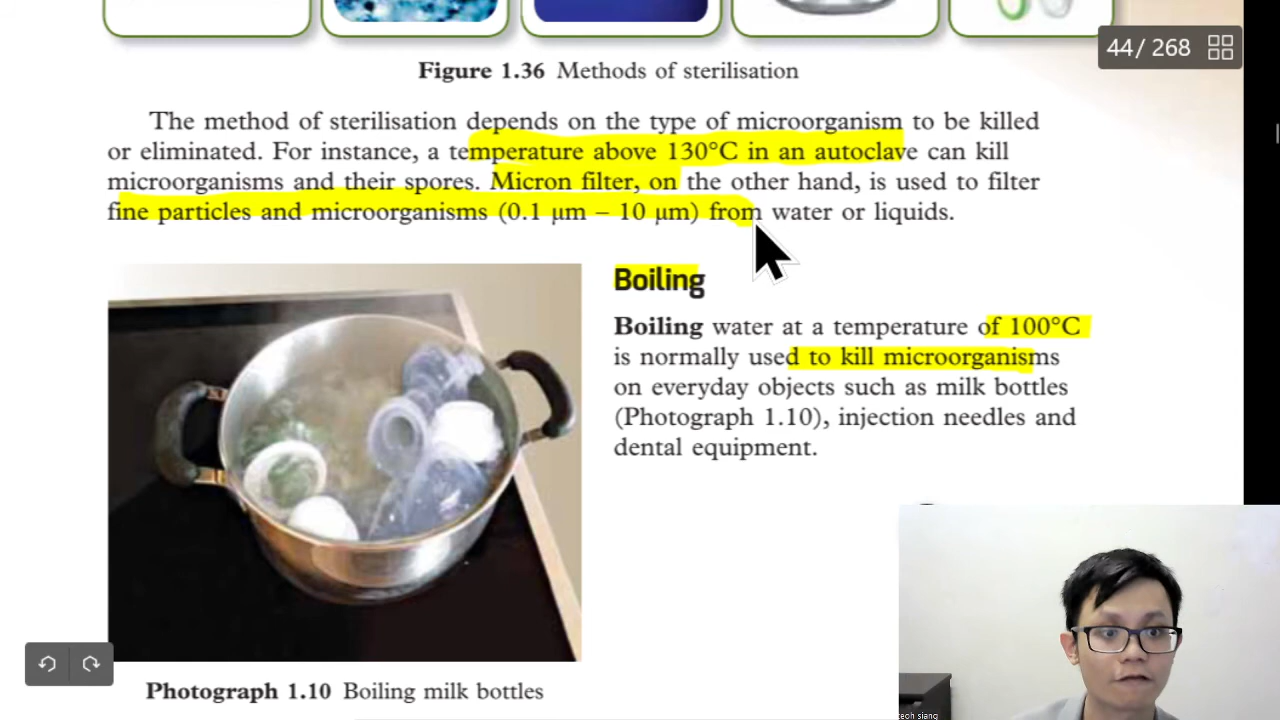 44/ 268
Figure 1.36 Methods of sterilisation
The method of sterilisation depends on the type of microorganism to be killed
or eliminated. For instance, a temperature above 130°C in an autoclave can kill
microorganisms and their spores. Micron filter, on the other hand, is used to filter
fine particles and microorganisms (0.1 μm – 10 μm) from water or liquids.
Boiling
Boiling water at a temperature of 100°C
is normally used to kill microorganisms
on everyday objects such as milk bottles
(Photograph 1.10), injection needles and
dental equipment.
Photograph 1.10 Boiling milk bottles
teoh siang